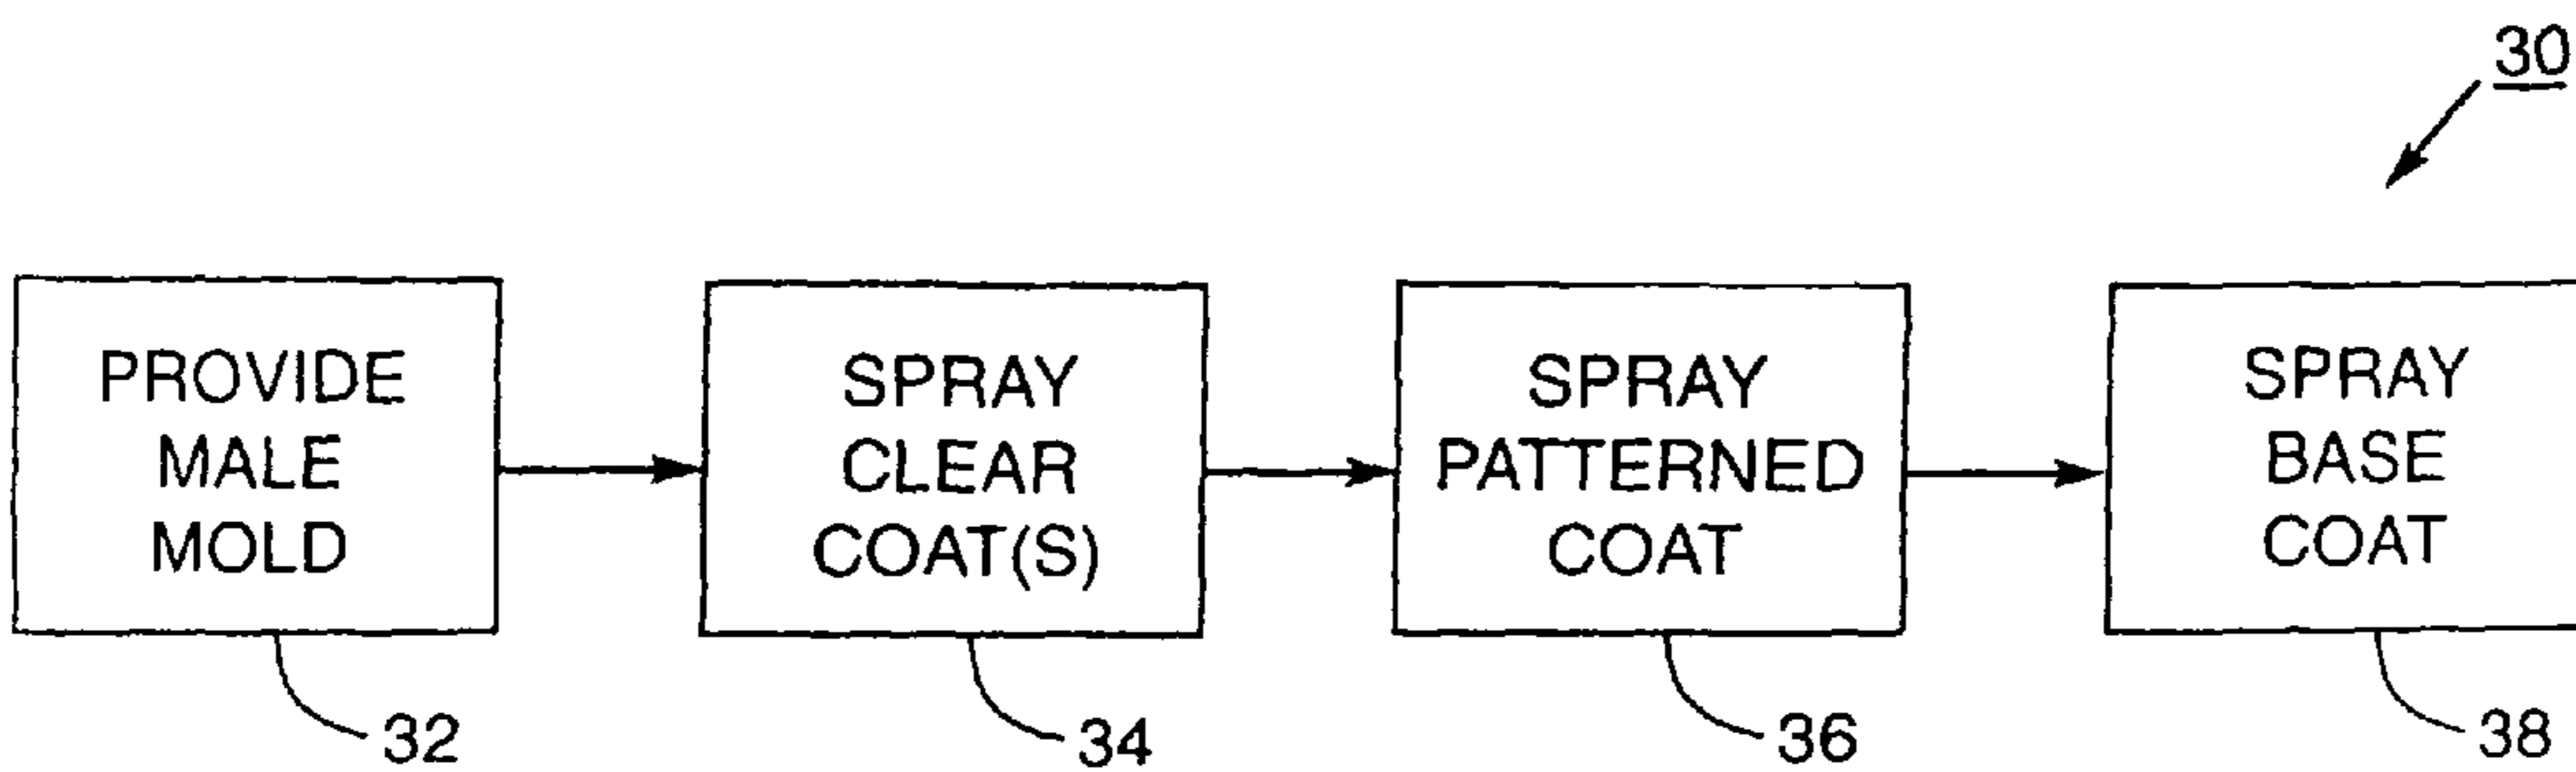 30
PROVIDE
MALE
MOLD
SPRAY
CLEAR
COAT(S)
SPRAY
PATTERNED
COAT
SPRAY
BASE
COAT
32
34
36
38